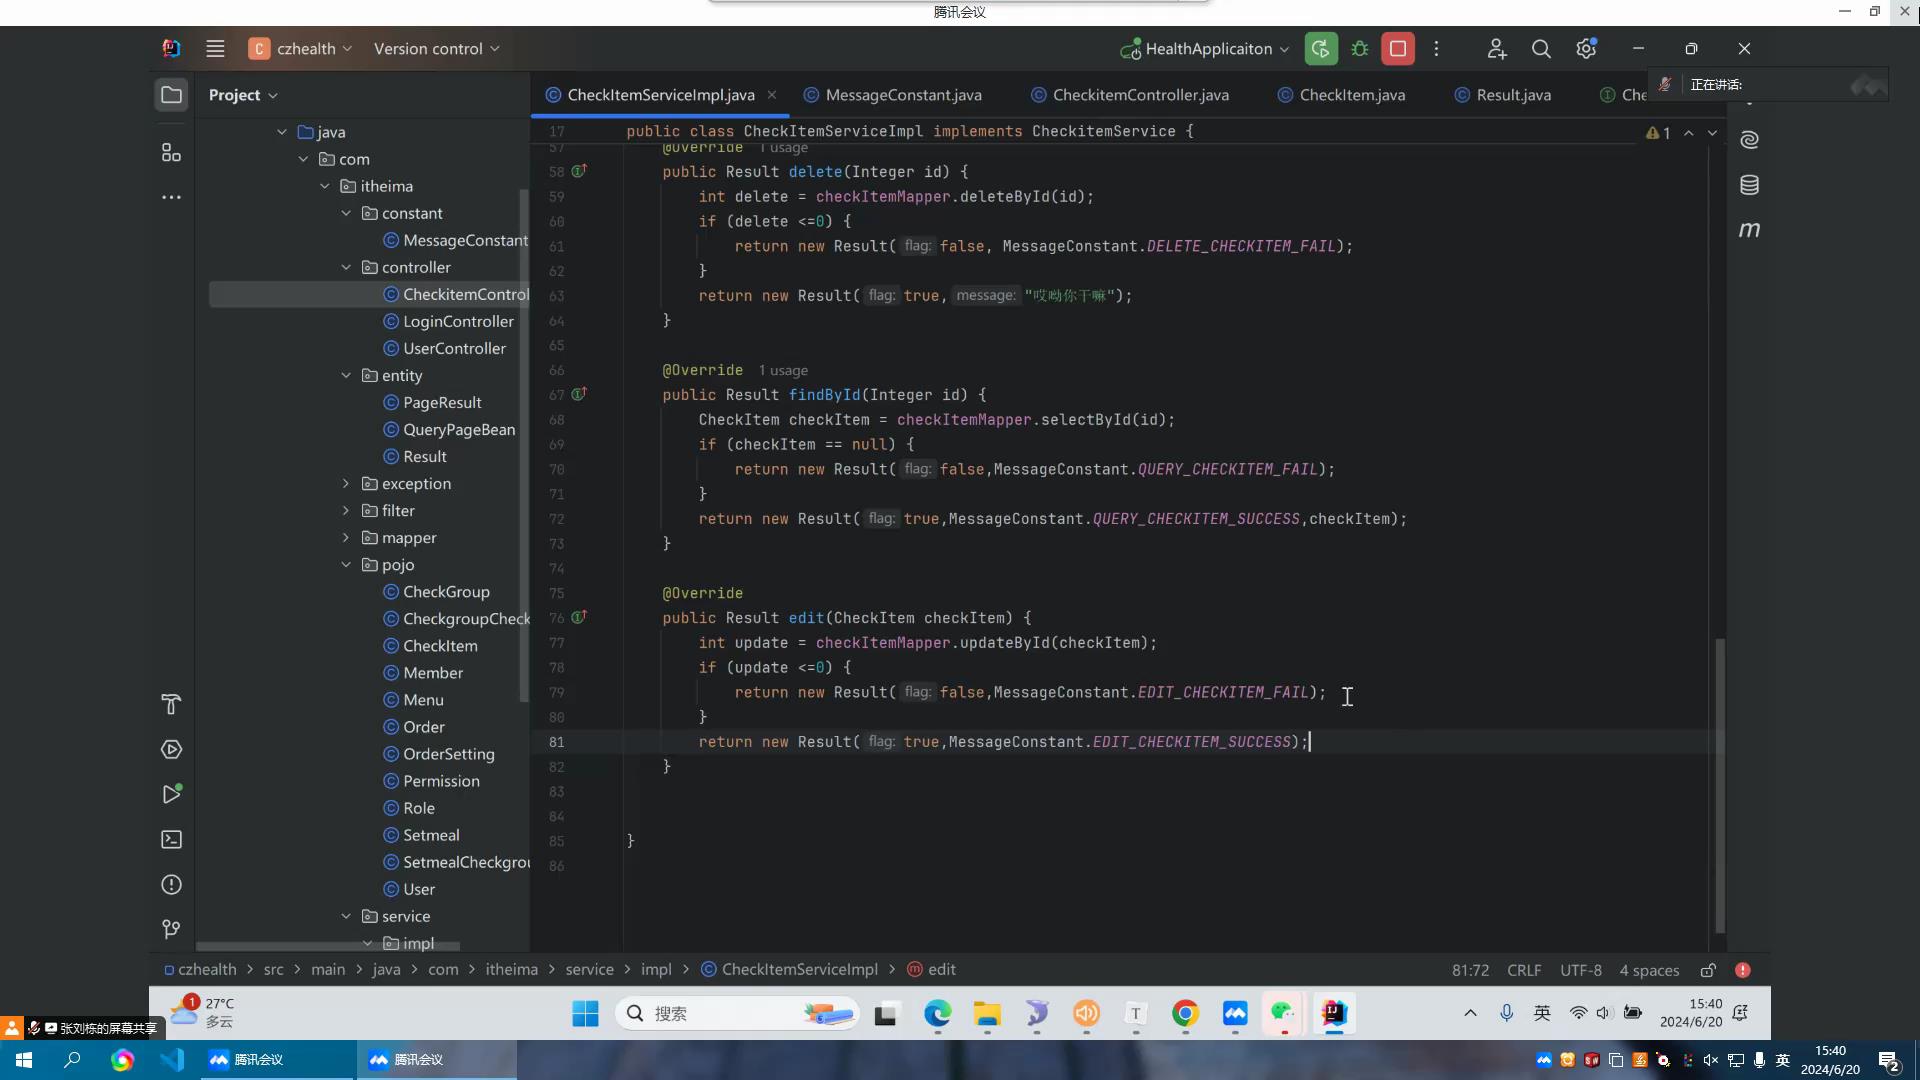 腾讯会议
czhealth
Version control
HealthApplicaiton
正在讲话:
Project
CheckItemServiceImpl.java
MessageConstant.java
CheckitemController.java
CheckItem.java
Result.java
Che
java
com
itheima
constant
MessageConstant
controller
CheckitemControl
LoginController
UserController
entity
PageResult
QueryPageBean
Result
exception
filter
mapper
pojo
CheckGroup
CheckgroupCheck
CheckItem
Member
Menu
Order
OrderSetting
Permission
Role
Setmeal
SetmealCheckgrou
User
service
impl
17 public class CheckItemServiceImpl implements CheckitemService {
57 @Override 1 usage
58 public Result delete(Integer id) {
59 int delete = checkItemMapper.deleteById(id);
60 if (delete <=0) {
61 return new Result( flag: false, MessageConstant.DELETE_CHECKITEM_FAIL);
62 }
63 return new Result( flag: true, message: "哎呦你干嘛");
64 }
65
66 @Override 1 usage
67 public Result findById(Integer id) {
68 CheckItem checkItem = checkItemMapper.selectById(id);
69 if (checkItem == null) {
70 return new Result( flag: false,MessageConstant.QUERY_CHECKITEM_FAIL);
71 }
72 return new Result( flag: true,MessageConstant.QUERY_CHECKITEM_SUCCESS,checkItem);
73 }
74
75 @Override
76 public Result edit(CheckItem checkItem) {
77 int update = checkItemMapper.updateById(checkItem);
78 if (update <=0) {
79 return new Result( flag: false,MessageConstant.EDIT_CHECKITEM_FAIL);
80 }
81 return new Result( flag: true,MessageConstant.EDIT_CHECKITEM_SUCCESS);
82 }
83
84
85 }
86
1
m
czhealth > src > main > java > com > itheima > service > impl > CheckItemServiceImpl > edit
81:72 CRLF UTF-8 4 spaces
1
27°C
多云
搜索
英
15:40
2024/6/20
张刘栋的屏幕共享
腾讯会议
腾讯会议
英
15:40
2024/6/20
2